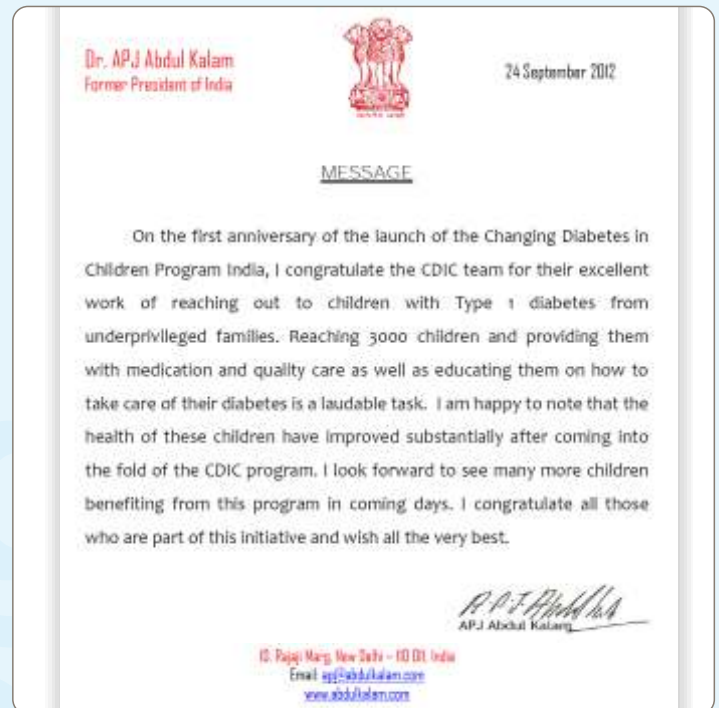 Dr. APJ Abdul Kalam
Former President of India
24 September 2012
MESSAGE
On the first anniversary of the launch of the Changing Diabetes in
Children Program India, I congratulate the CDIC team for their excellent
work of reaching out to children with Type 1 diabetes from
underprivileged families. Reaching 3000 children and providing them
with medication and quality care as well as educating them on how to
take care of their diabetes is a laudable task. I am happy to note that the
health of these children have improved substantially after coming into
the fold of the CDIC program. I look forward to see many more children
benefiting from this program in coming days. I congratulate all those
who are part of this initiative and wish all the very best.
APJ Abdul Kalam
10, Rajaji Marg, New Delhi – 110 011, India
Email: apj@abdulkalam.com
www.abdulkalam.com